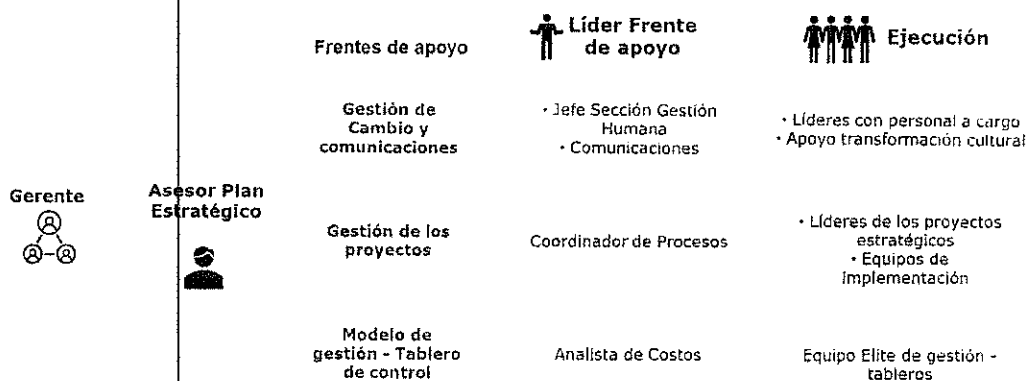 Frentes de apoyo
Líder Frente
de apoyo
Ejecución
Gestión de
Cambio y
comunicaciones
• Jefe Sección Gestión
Humana
• Comunicaciones
• Líderes con personal a cargo
• Apoyo transformación cultural
Gerente
Asesor Plan
Estratégico
Gestión de los
proyectos
Coordinador de Procesos
• Líderes de los proyectos
estratégicos
• Equipos de
Implementación
Modelo de
gestión - Tablero
de control
Analista de Costos
Equipo Elite de gestión -
tableros